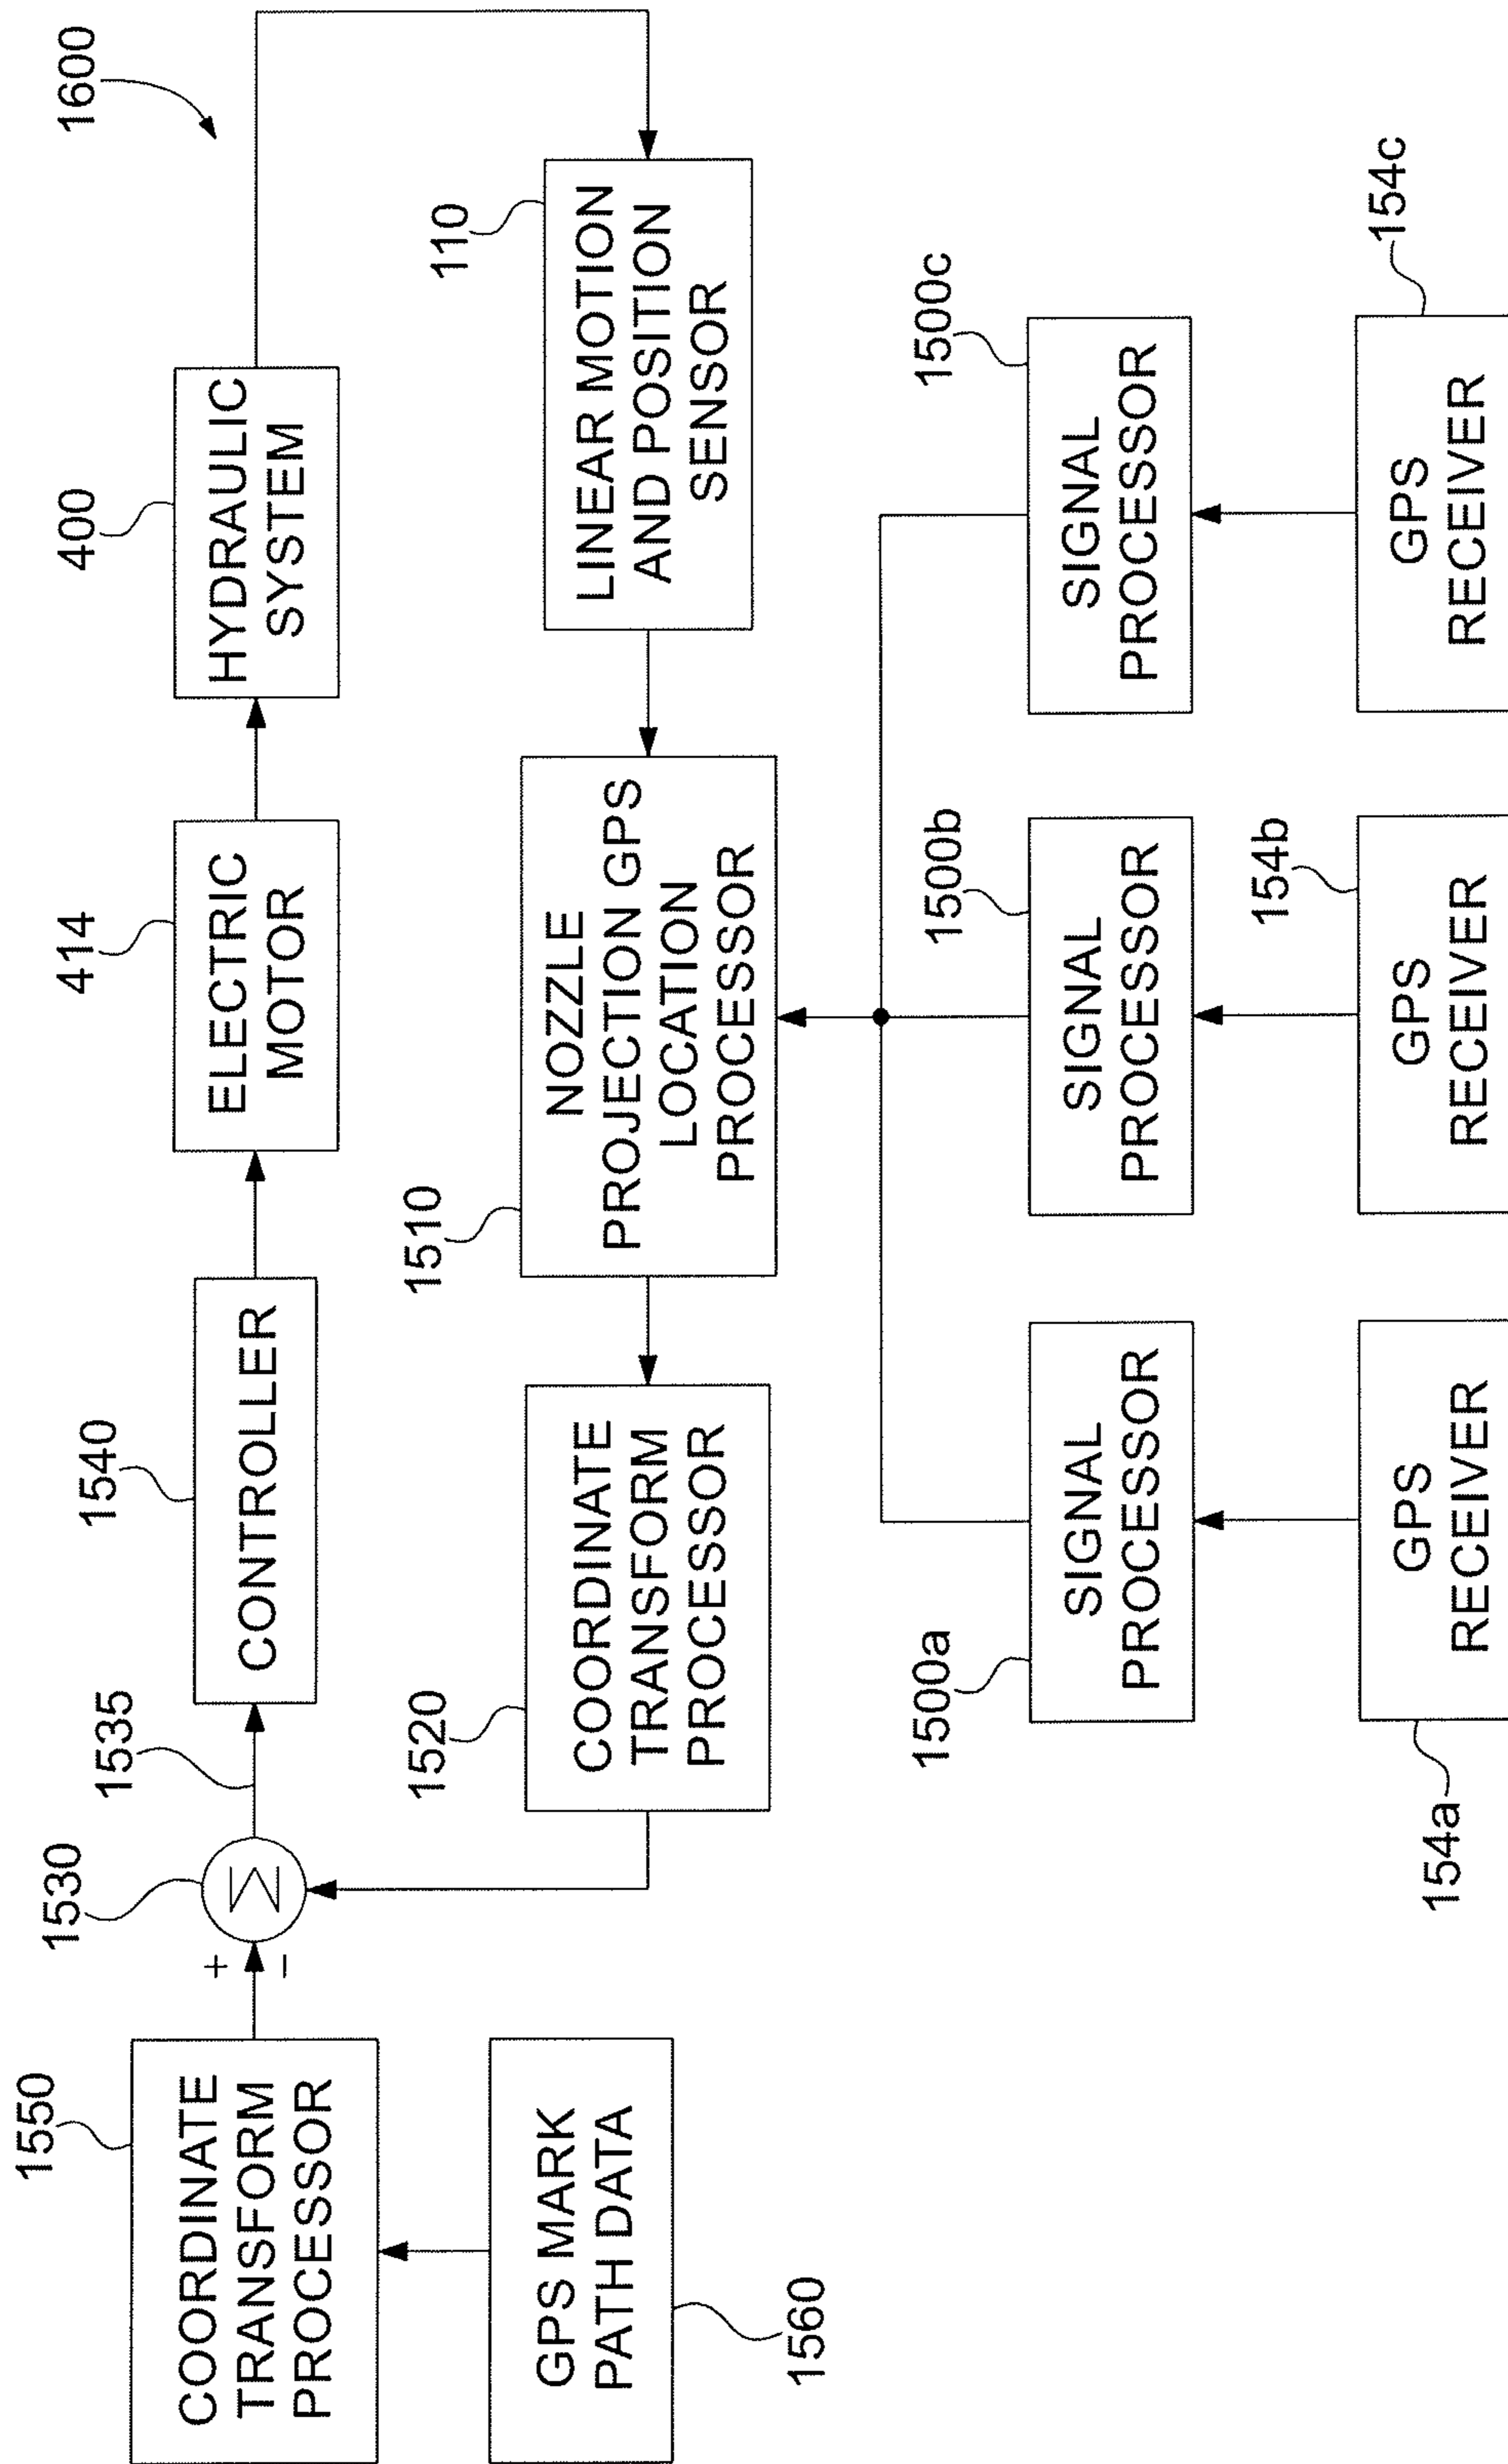 1600
1550
COORDINATE
TRANSFORM
PROCESSOR
+
−
1530
Σ
1535
1540
CONTROLLER
414
ELECTRIC
MOTOR
400
HYDRAULIC
SYSTEM
GPS MARK
PATH DATA
1560
1520
COORDINATE
TRANSFORM
PROCESSOR
1510
NOZZLE
PROJECTION GPS
LOCATION
PROCESSOR
110
LINEAR MOTION
AND POSITION
SENSOR
1500a
SIGNAL
PROCESSOR
1500b
SIGNAL
PROCESSOR
1500c
SIGNAL
PROCESSOR
154a
GPS
RECEIVER
154b
GPS
RECEIVER
154c
GPS
RECEIVER